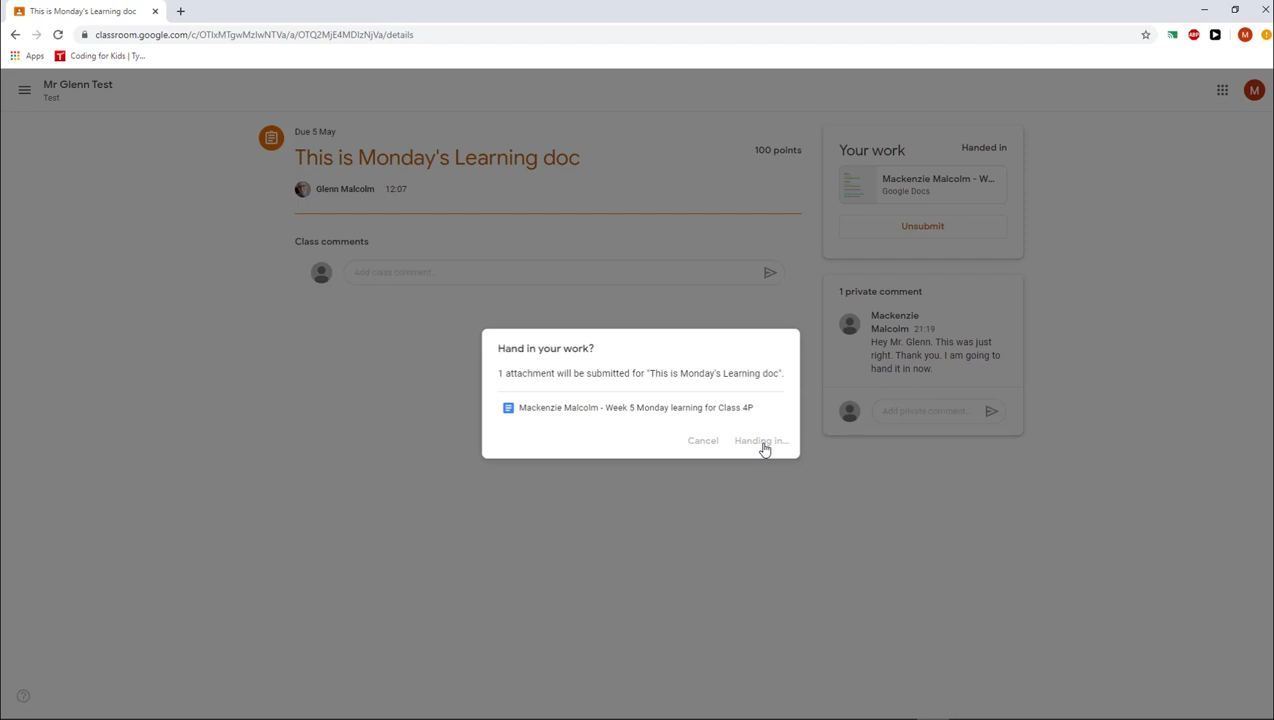 This is Monday's Learning doc
classroom.google.com/c/OTIxMTgwMzIwNTVa/a/OTQ2MjE4MDIzNjVa/details
Apps
Coding for Kids | Ty...
ABP
M
Mr Glenn Test
Test
M
Due 5 May
This is Monday's Learning doc
100 points
Glenn Malcolm 12:07
Class comments
Add class comment...
Your work
Handed in
Mackenzie Malcolm - W...
Google Docs
Unsubmit
1 private comment
Mackenzie
Malcolm 21:19
Hey Mr. Glenn. This was just
right. Thank you. I am going to
hand it in now.
Add private comment...
Hand in your work?
1 attachment will be submitted for "This is Monday's Learning doc".
Mackenzie Malcolm - Week 5 Monday learning for Class 4P
Cancel
Handing in...